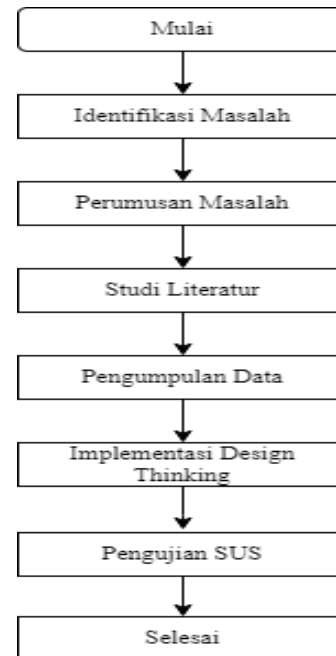 Mulai
Identifikasi Masalah
Perumusan Masalah
Studi Literatur
Pengumpulan Data
Implementasi Design
Thinking
Pengujian SUS
Selesai